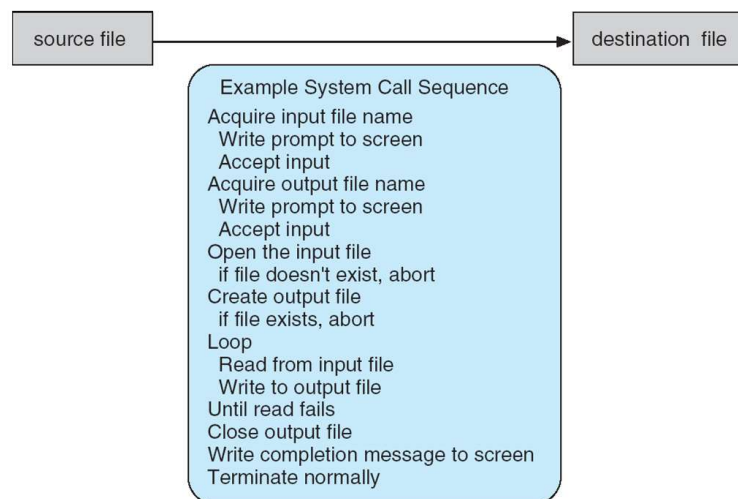 source file
destination file
Example System Call Sequence
Acquire input file name
Write prompt to screen
Accept input
Acquire output file name
Write prompt to screen
Accept input
Open the input file
if file doesn't exist, abort
Create output file
if file exists, abort
Loop
Read from input file
Write to output file
Until read fails
Close output file
Write completion message to screen
Terminate normally